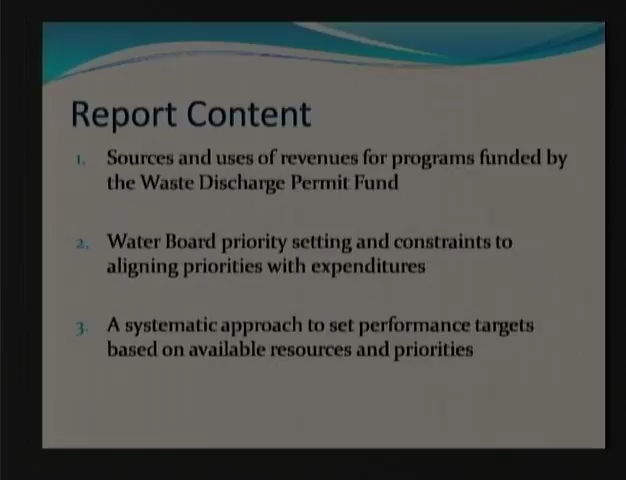 Report Content
1. Sources and uses of revenues for programs funded by
the Waste Discharge Permit Fund
2. Water Board priority setting and constraints to
aligning priorities with expenditures
3. A systematic approach to set performance targets
based on available resources and priorities